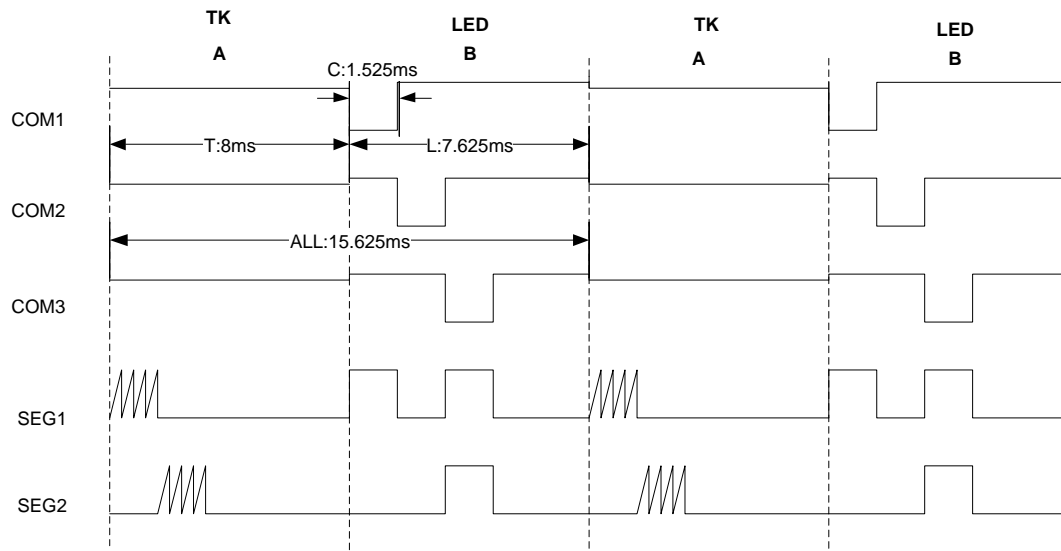 TK
A
LED
B
TK
A
LED
B
C:1.525ms
COM1
T:8ms
L:7.625ms
COM2
ALL:15.625ms
COM3
SEG1
SEG2